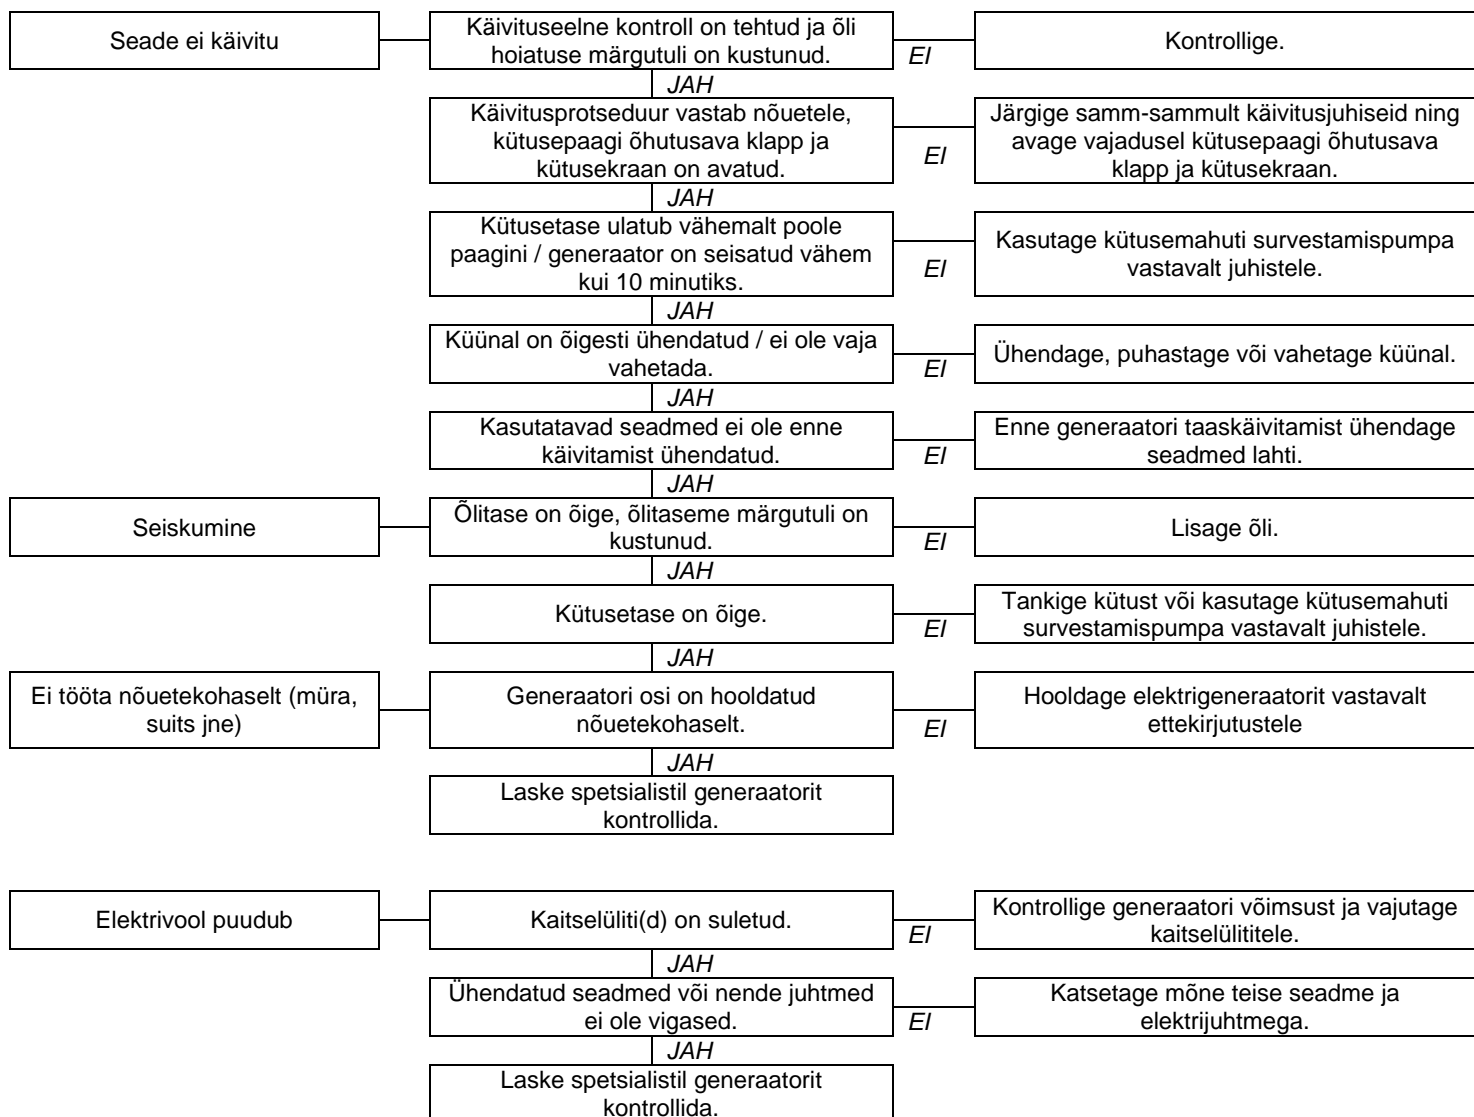 Seade ei käivitu
Käivituseelne kontroll on tehtud ja õli
hoiatuse märgutuli on kustunud.
EI
Kontrollige.
JAH
Käivitusprotseduur vastab nõuetele,
kütusepaagi õhutusava klapp ja
kütusekraan on avatud.
EI
Järgige samm-sammult käivitusjuhiseid ning
avage vajadusel kütusepaagi õhutusava
klapp ja kütusekraan.
JAH
Kütusetase ulatub vähemalt poole
paagini / generaator on seisatud vähem
kui 10 minutiks.
EI
Kasutage kütusemahuti survestamispumpa
vastavalt juhistele.
JAH
Küünal on õigesti ühendatud / ei ole vaja
vahetada.
EI
Ühendage, puhastage või vahetage küünal.
JAH
Kasutatavad seadmed ei ole enne
käivitamist ühendatud.
EI
Enne generaatori taaskäivitamist ühendage
seadmed lahti.
JAH
Seiskumine
Õlitase on õige, õlitaseme märgutuli on
kustunud.
EI
Lisage õli.
JAH
Kütusetase on õige.
EI
Tankige kütust või kasutage kütusemahuti
survestamispumpa vastavalt juhistele.
JAH
Ei tööta nõuetekohaselt (müra,
suits jne)
Generaatori osi on hooldatud
nõuetekohaselt.
EI
Hooldage elektrigeneraatorit vastavalt
ettekirjutustele
JAH
Laske spetsialistil generaatorit
kontrollida.
Elektrivool puudub
Kaitselüliti(d) on suletud.
EI
Kontrollige generaatori võimsust ja vajutage
kaitselülititele.
JAH
Ühendatud seadmed või nende juhtmed
ei ole vigased.
EI
Katsetage mõne teise seadme ja
elektrijuhtmega.
JAH
Laske spetsialistil generaatorit
kontrollida.